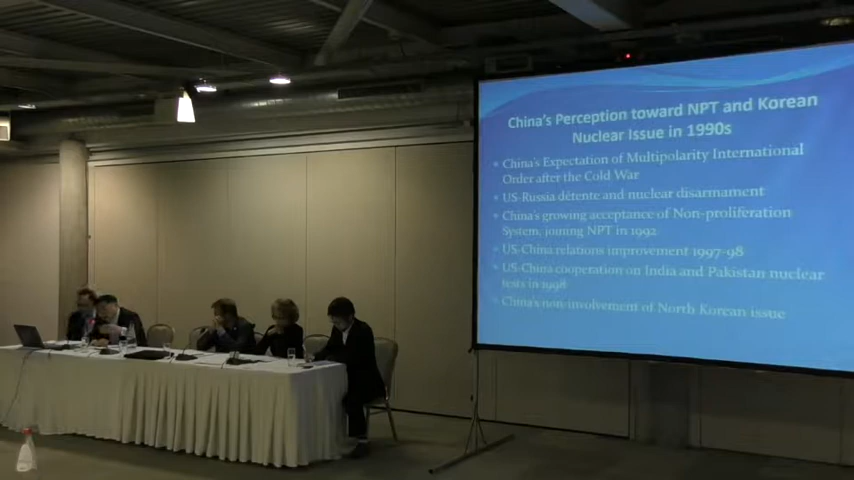 China's Perception toward NPT and Korean
Nuclear Issue in 1990s
China's Expectation of Multipolarity International
Order after the Cold War
US-Russia détente and nuclear disarmament
China's growing acceptance of Non-proliferation
System, joining NPT in 1992
US-China relations improvement 1997-98
US-China cooperation on India and Pakistan nuclear
tests in 1998
China's non-involvement of North Korean issue